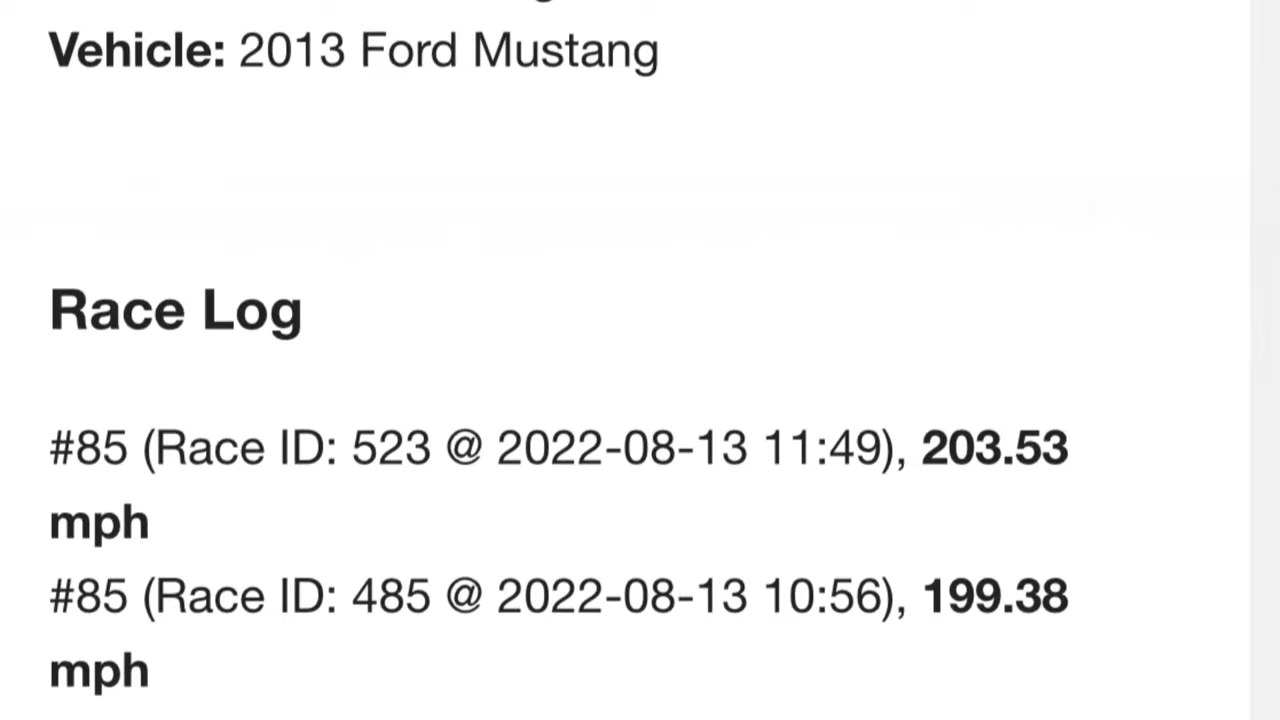 Vehicle: 2013 Ford Mustang
Race Log
#85 (Race ID: 523 @ 2022-08-13 11:49), 203.53
mph
#85 (Race ID: 485 @ 2022-08-13 10:56), 199.38
mph